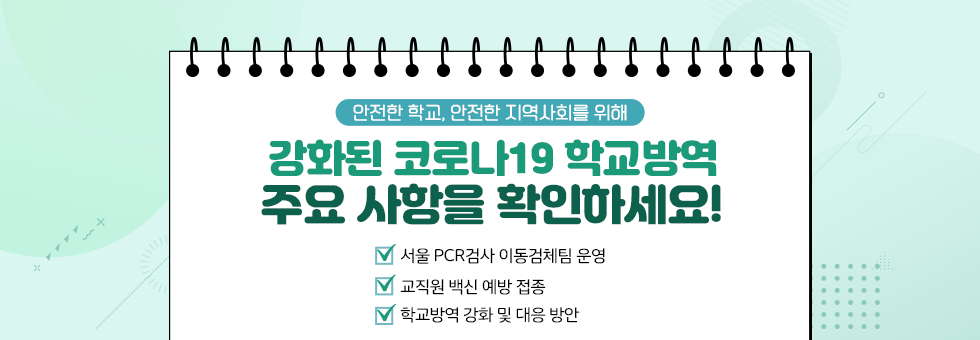 안전한 학교, 안전한 지역사회를 위해
강화된 코로나19 학교방역
주요 사항을 확인하세요!
서울 PCR검사 이동검체팀 운영
교직원 백신 예방 접종
학교방역 강화 및 대응 방안